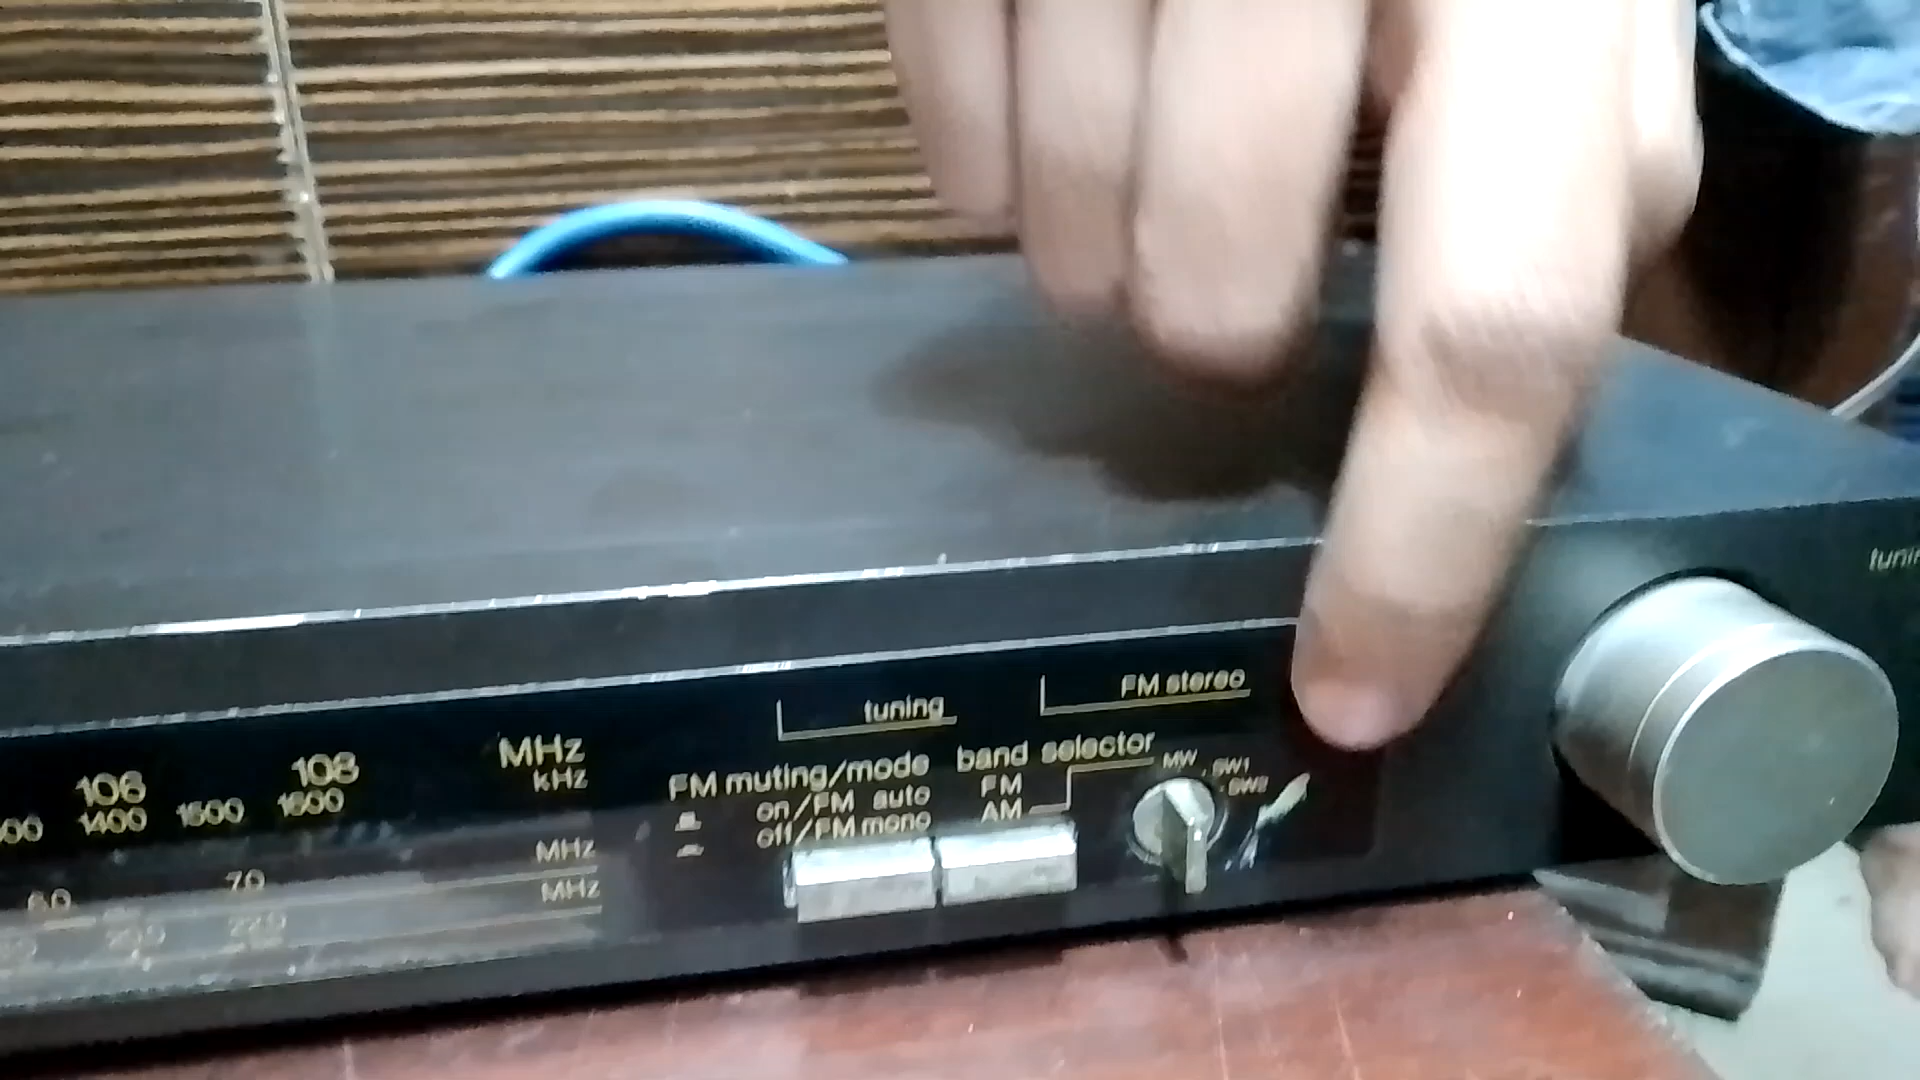 tuning
FM stereo
106
108
MHz
1400
1500
1600
kHz
FM muting/mode
on/FM auto
off/FM mono
band selector
FM
AM
MW
SW1
SW2
MHz
70
MHz